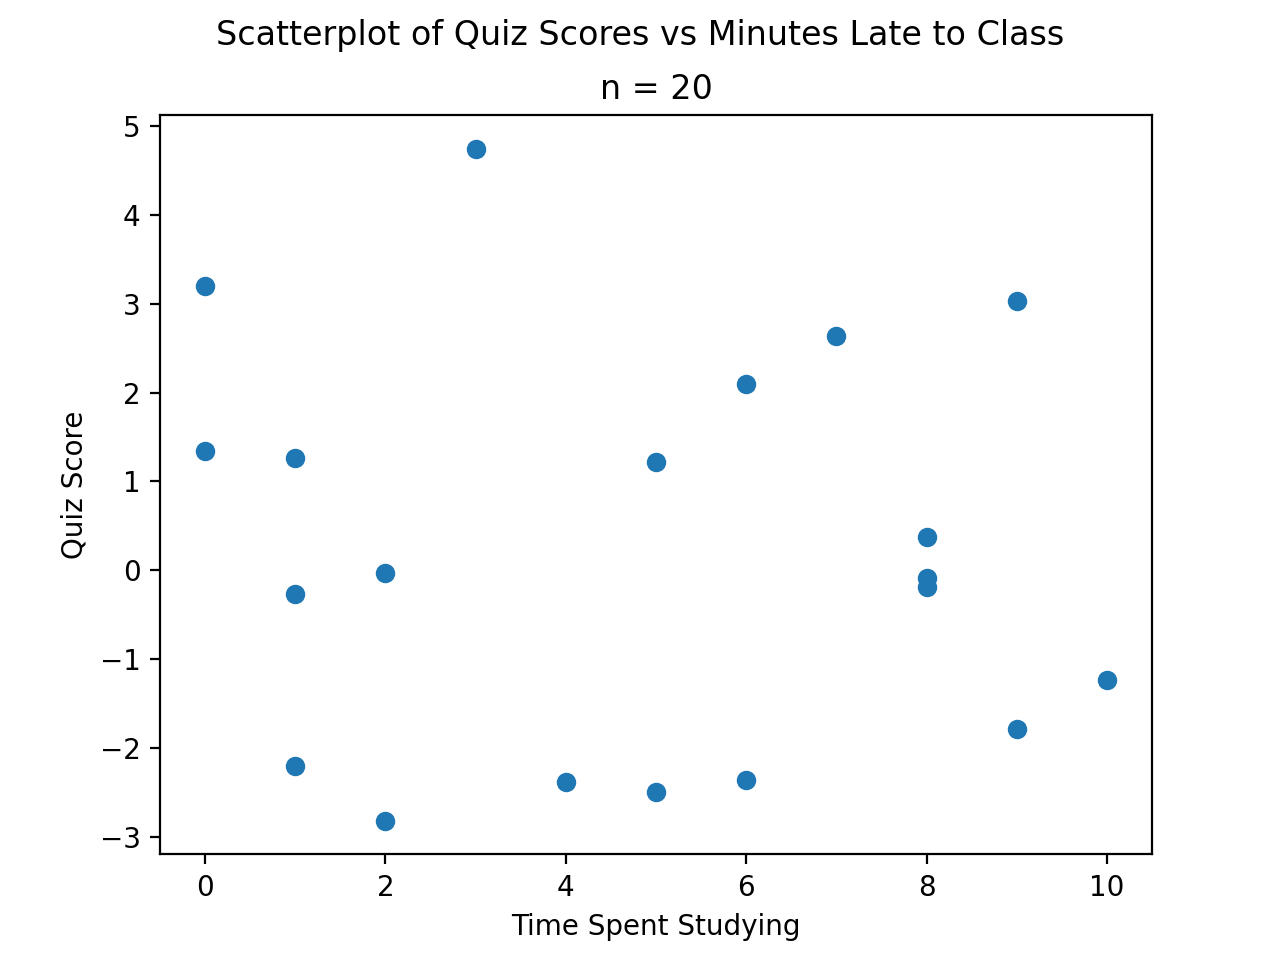 Scatterplot of Quiz Scores vs Minutes Late to Class
n = 20
5
4
3
2
1
0
−1
−2
−3
Quiz Score
0 2 4 6 8 10
Time Spent Studying